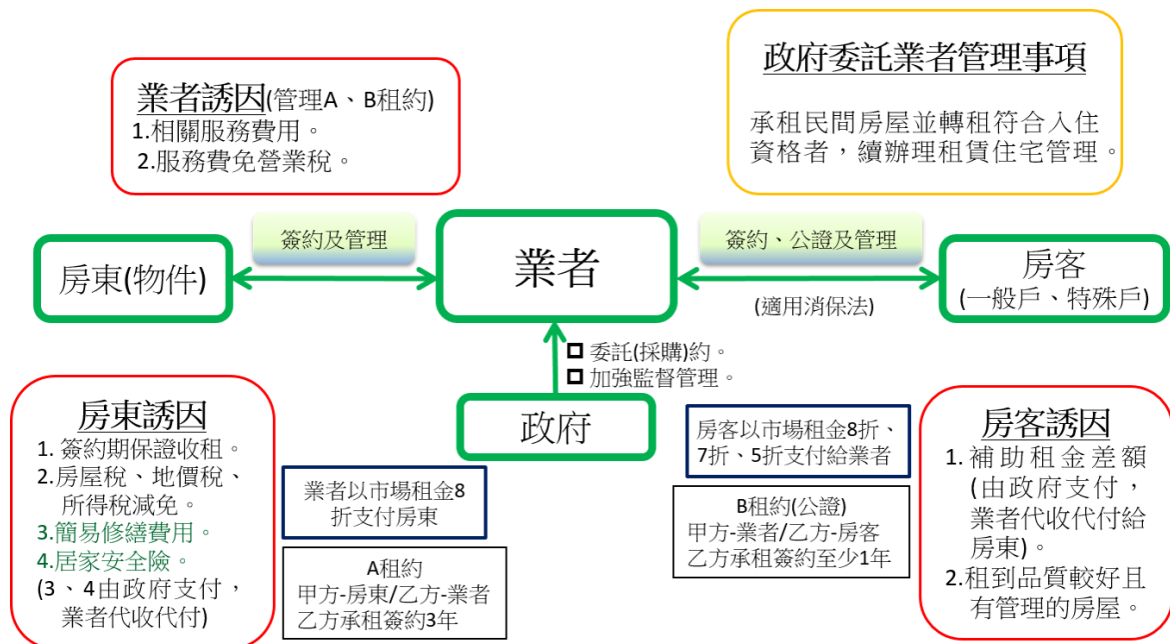 業者誘因(管理A、B租約)
1.相關服務費用。
2.服務費免營業稅。
政府委託業者管理事項
承租民間房屋並轉租符合入住
資格者，續辦理租賃住宅管理。
房東(物件)
簽約及管理
業者
簽約、公證及管理
(適用消保法)
房客
(一般戶、特殊戶)
委託(採購)約。
加強監督管理。
政府
房東誘因
1. 簽約期保證收租。
2.房屋稅、地價稅、
所得稅減免。
3.簡易修繕費用。
4.居家安全險。
(3、4由政府支付，
業者代收代付)
業者以市場租金8
折支付房東
A租約
甲方-房東/乙方-業者
乙方承租簽約3年
房客以市場租金8折、
7折、5折支付給業者
B租約(公證)
甲方-業者/乙方-房客
乙方承租簽約至少1年
房客誘因
1. 補助租金差額
(由政府支付，
業者代收代付給
房東)。
2.租到品質較好且
有管理的房屋。